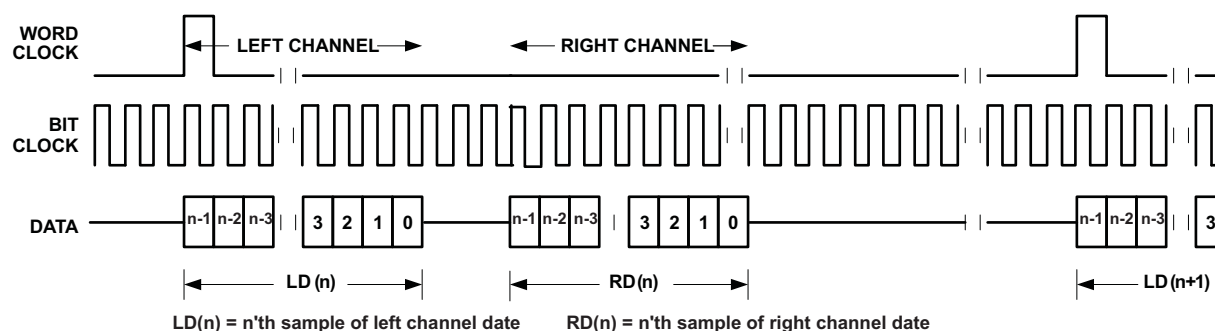 WORD
CLOCK
LEFT CHANNEL
RIGHT CHANNEL
BIT
CLOCK
DATA
n-1 n-2 n-3 3 2 1 0 n-1 n-2 n-3 3 2 1 0 n-1 n-2 n-3 3
LD(n) RD(n) LD(n+1)
LD(n) = n'th sample of left channel date RD(n) = n'th sample of right channel date